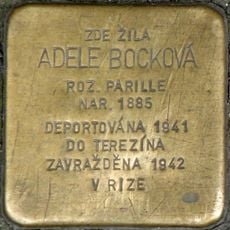 ZDE ŽILA
ADELE BOCKOVÁ
ROZ. PARILLE
NAR. 1885
DEPORTOVÁNA 1941
DO TEREZÍNA
ZAVRAŽDĚNA 1942
V RIZE